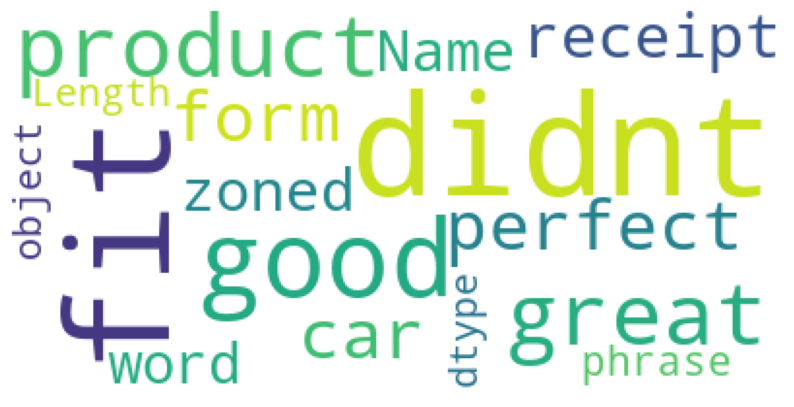 product
Name
receipt
Length
form
didnt
object
fit
zoned
perfect
good
great
car
dtype
word
phrase